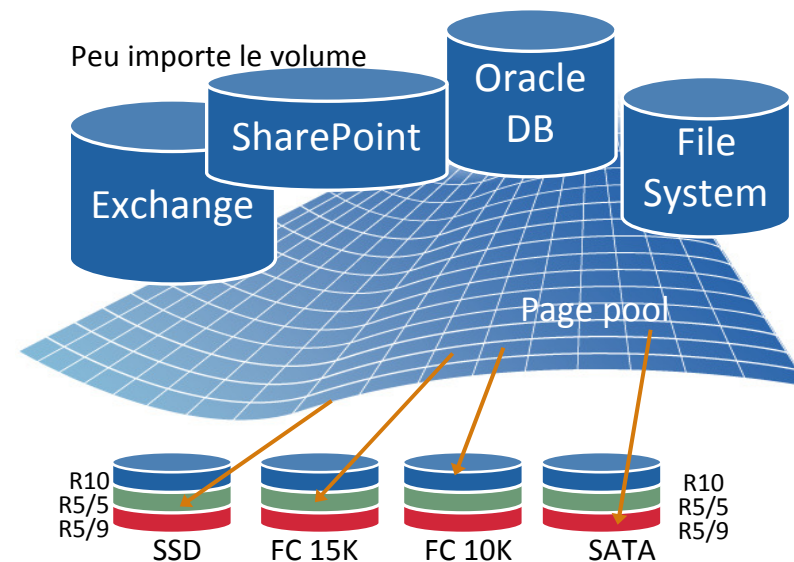 Peu importe le volume
Exchange
SharePoint
Oracle
DB
File
System
Page pool
R10
R5/5
R5/9
SSD
FC 15K
FC 10K
SATA
R10
R5/5
R5/9